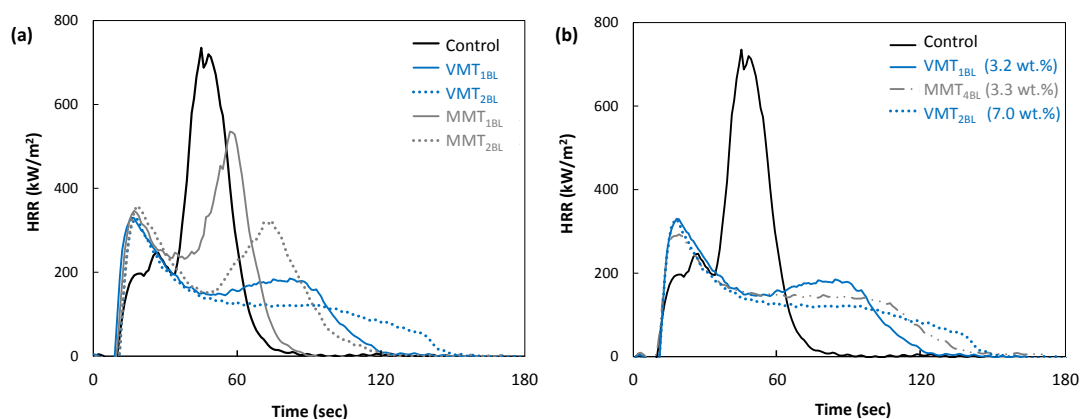 (a)
800
600
400
200
0
HRR (kW/m²)
Control
VMT1BL
VMT2BL
MMT1BL
MMT2BL
0 60 120 180
Time (sec)
(b)
800
600
400
200
0
HRR (kW/m²)
Control
VMT1BL (3.2 wt.%)
MMT4BL (3.3 wt.%)
VMT2BL (7.0 wt.%)
0 60 120 180
Time (sec)